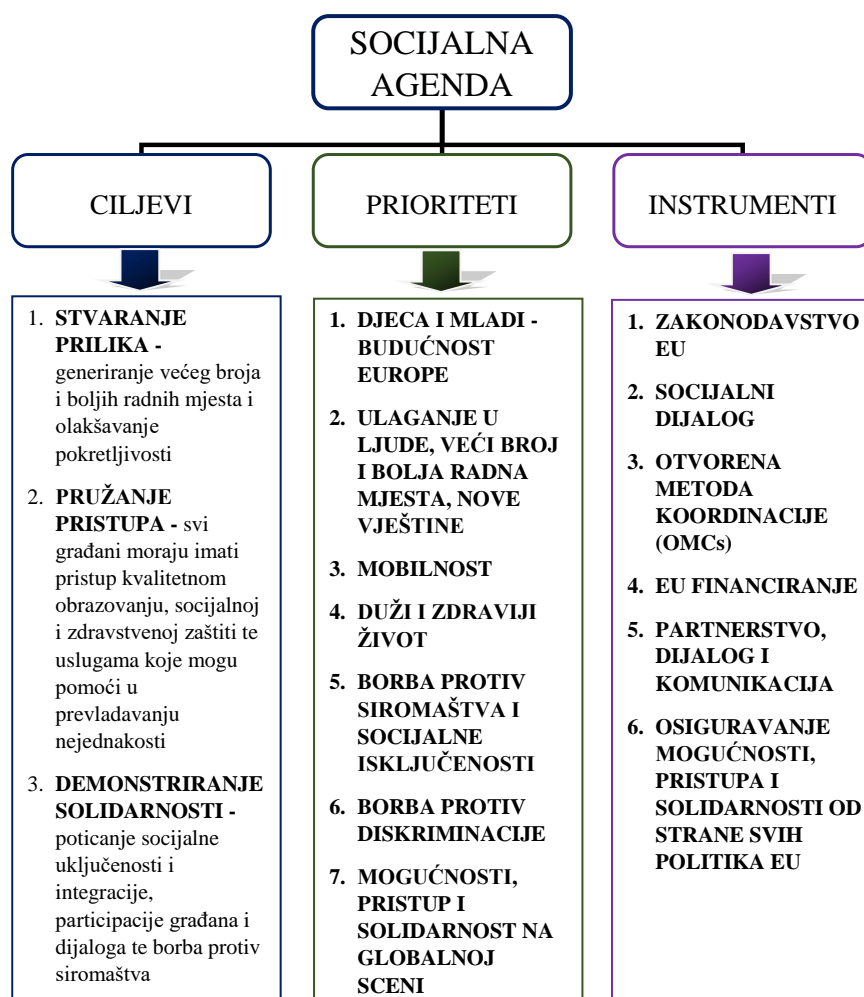 SOCIJALNA
AGENDA
CILJEVI
PRIORITETI
INSTRUMENTI
1. STVARANJE
PRILIKA -
generiranje većeg broja
i boljih radnih mjesta i
olakšavanje
pokretljivosti
2. PRUŽANJE
PRISTUPA - svi
građani moraju imati
pristup kvalitetnom
obrazovanju, socijalnoj
i zdravstvenoj zaštiti te
uslugama koje mogu
pomoći u
prevladavanju
nejednakosti
3. DEMONSTRIRANJE
SOLIDARNOSTI -
poticanje socijalne
uključenosti i
integracije,
participacije građana i
dijaloga te borba protiv
siromaštva
1. DJECA I MLADI -
BUDUĆNOST
EUROPE
2. ULAGANJE U
LJUDE, VEĆI BROJ
I BOLJA RADNA
MJESTA, NOVE
VJEŠTINE
3. MOBILNOST
4. DUŽI I ZDRAVIJI
ŽIVOT
5. BORBA PROTIV
SIROMAŠTVA I
SOCIJALNE
ISKLJUČENOSTI
6. BORBA PROTIV
DISKRIMINACIJE
7. MOGUĆNOSTI,
PRISTUP I
SOLIDARNOST NA
GLOBALNOJ
SCENI
1. ZAKONODAVSTVO
EU
2. SOCIJALNI
DIJALOG
3. OTVORENA
METODA
KOORDINACIJE
(OMCs)
4. EU FINANCIRANJE
5. PARTNERSTVO,
DIJALOG I
KOMUNIKACIJA
6. OSIGURAVANJE
MOGUĆNOSTI,
PRISTUPA I
SOLIDARNOSTI OD
STRANE SVIH
POLITIKA EU